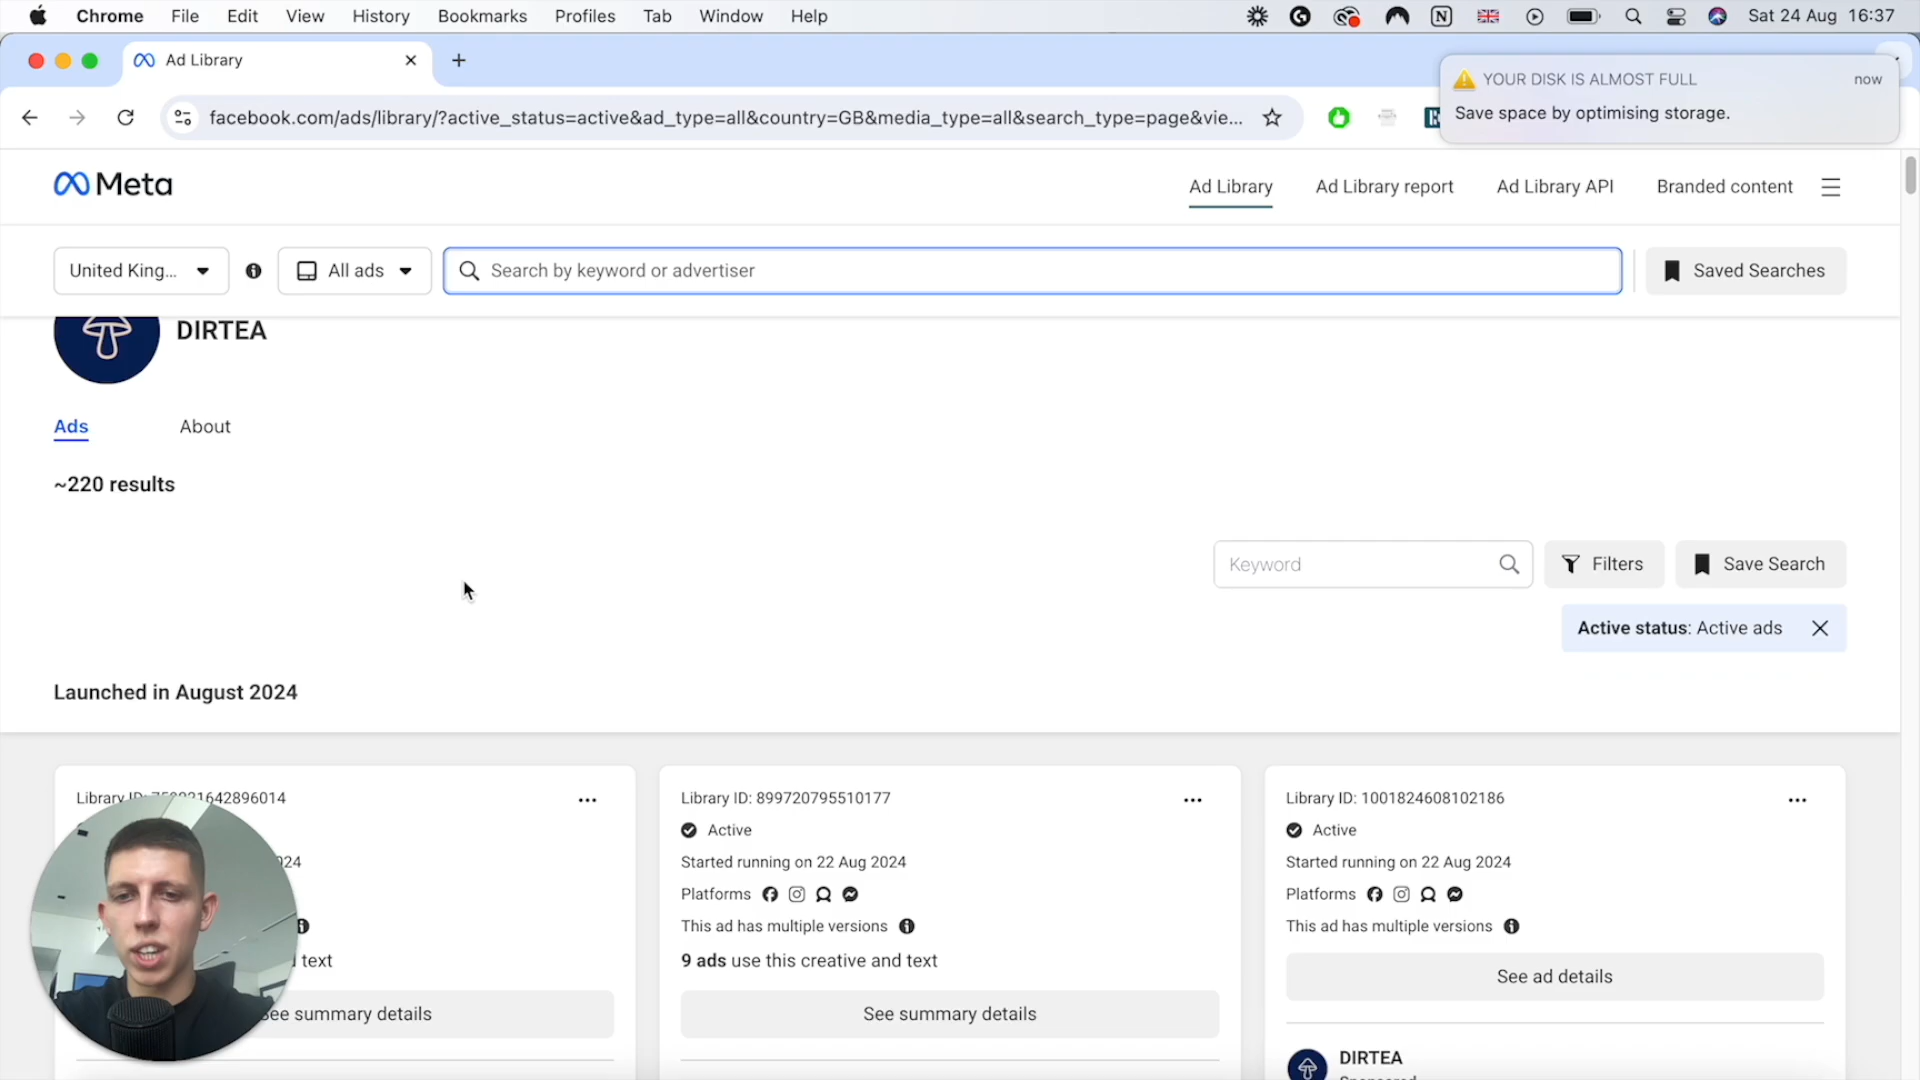 Chrome File Edit View History Bookmarks Profiles Tab Window Help Sat 24 Aug 16:37
Ad Library
YOUR DISK IS ALMOST FULL now
Save space by optimising storage.
facebook.com/ads/library/?active_status=active&ad_type=all&country=GB&media_type=all&search_type=page&vie...
Meta
Ad Library Ad Library report Ad Library API Branded content
United King... All ads Search by keyword or advertiser Saved Searches
DIRTEA
Ads About
~220 results
Keyword Filters Save Search
Active status: Active ads
Launched in August 2024
Library ID: 1642896014
24
text
See summary details
Library ID: 899720795510177
Active
Started running on 22 Aug 2024
Platforms
This ad has multiple versions
9 ads use this creative and text
See summary details
Library ID: 1001824608102186
Active
Started running on 22 Aug 2024
Platforms
This ad has multiple versions
See ad details
DIRTEA